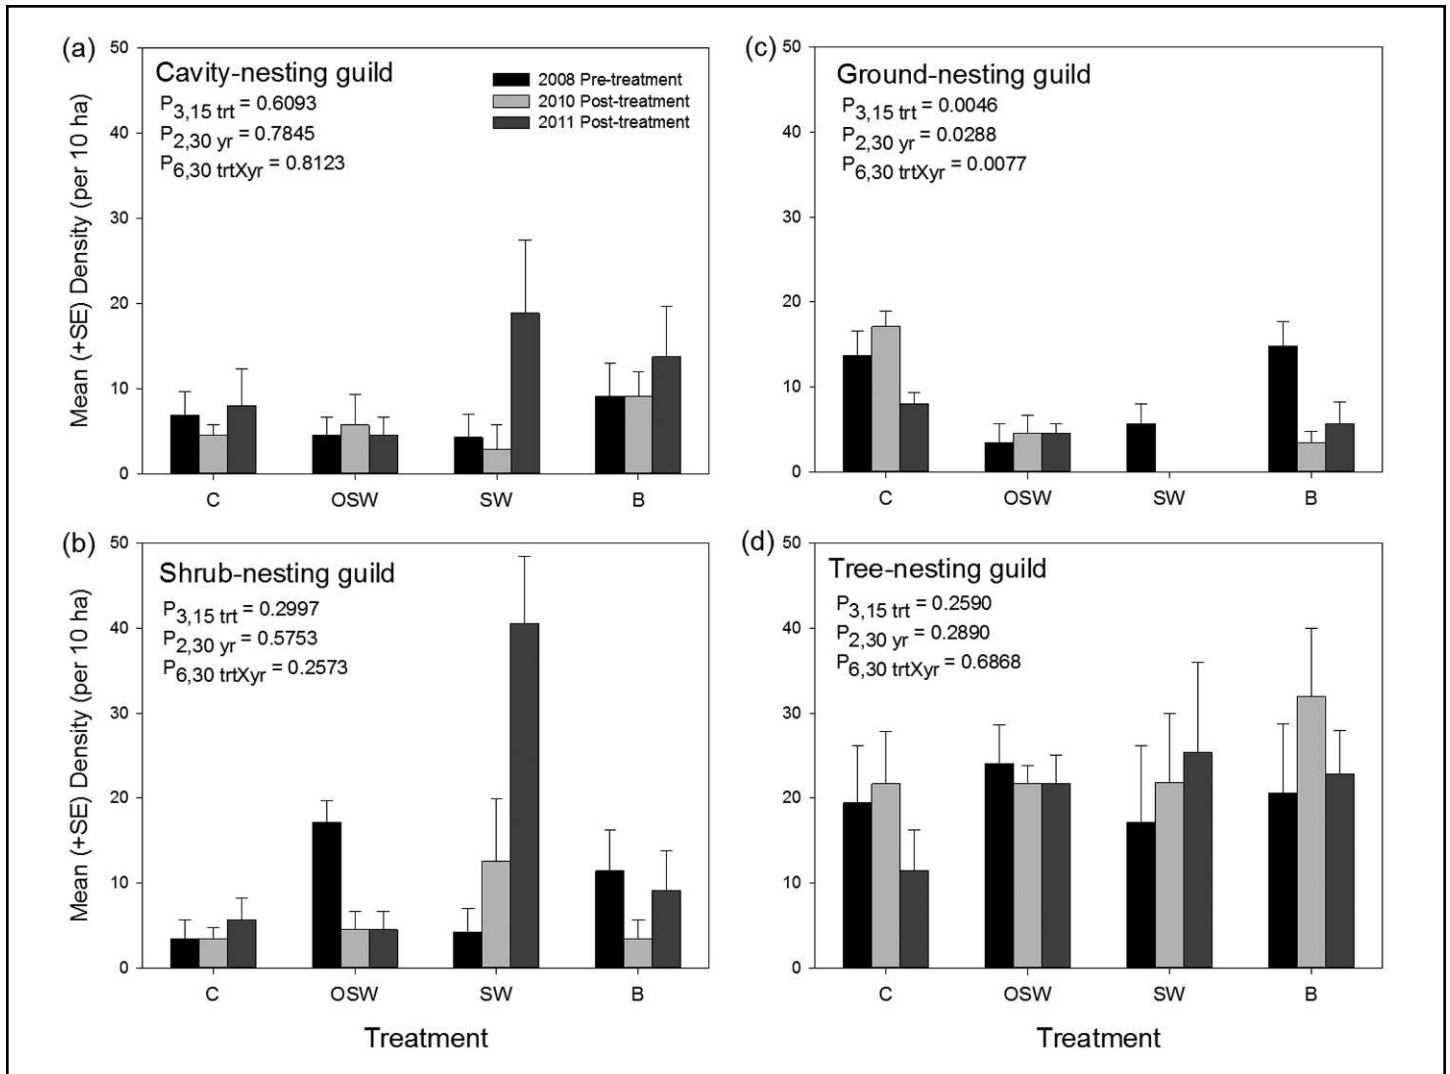 (a)
Cavity-nesting guild
P3,15 trt = 0.6093
P2,30 yr = 0.7845
P6,30 trtXyr = 0.8123
2008 Pre-treatment
2010 Post-treatment
2011 Post-treatment
50
40
30
20
10
0
Mean (+SE) Density (per 10 ha)
C OSW SW B
(c)
Ground-nesting guild
P3,15 trt = 0.0046
P2,30 yr = 0.0288
P6,30 trtXyr = 0.0077
50
40
30
20
10
0
C OSW SW B
(b)
Shrub-nesting guild
P3,15 trt = 0.2997
P2,30 yr = 0.5753
P6,30 trtXyr = 0.2573
50
40
30
20
10
0
Mean (+SE) Density (per 10 ha)
C OSW SW B
Treatment
(d)
Tree-nesting guild
P3,15 trt = 0.2590
P2,30 yr = 0.2890
P6,30 trtXyr = 0.6868
50
40
30
20
10
0
C OSW SW B
Treatment